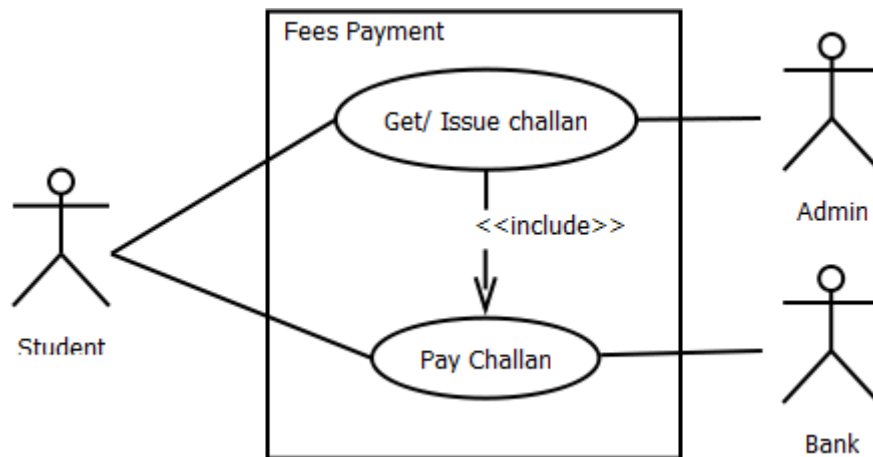 Fees Payment
Get/ Issue challan
Admin
<<include>>
Student
Pay Challan
Bank